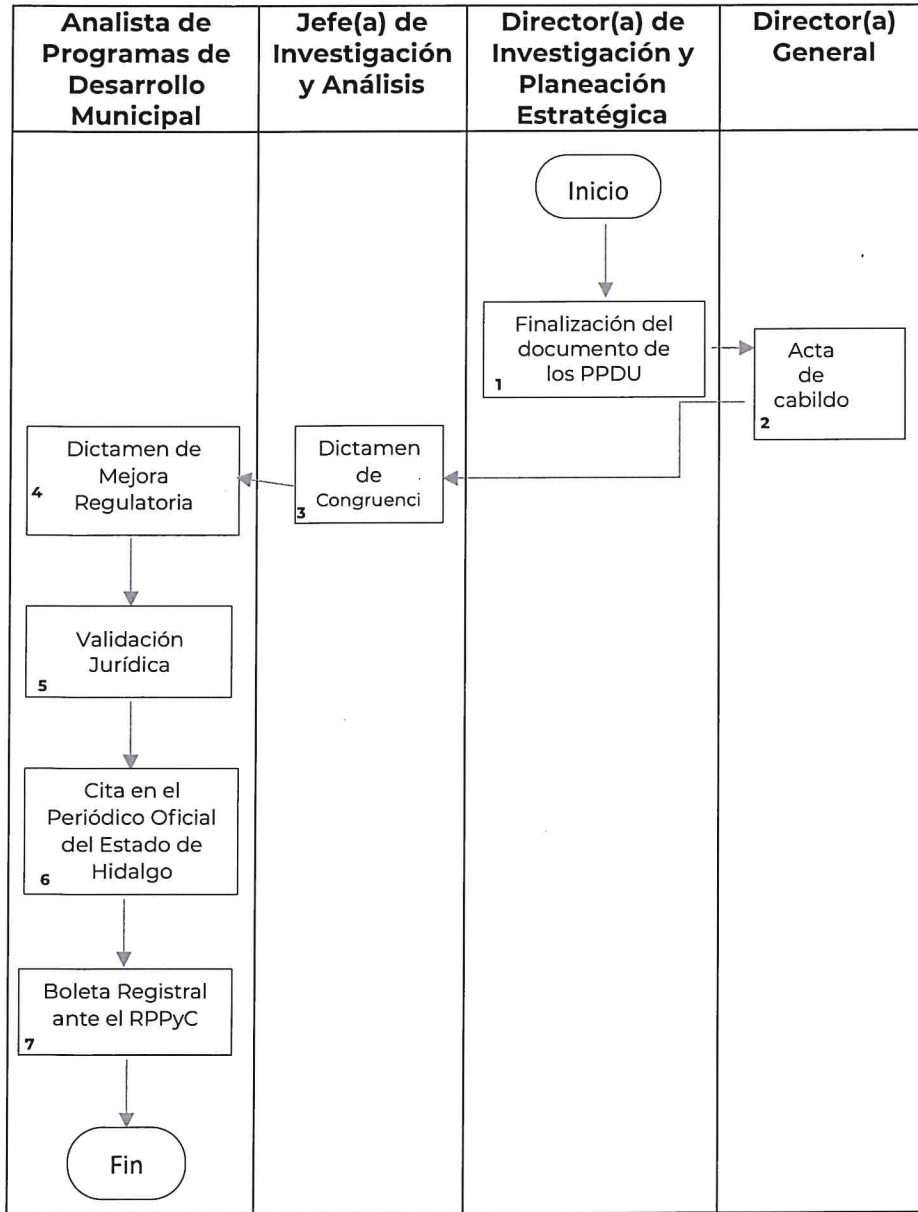 Analista de
Programas de
Desarrollo
Municipal
Jefe(a) de
Investigación
y Análisis
Director(a) de
Investigación y
Planeación
Estratégica
Director(a)
General
Inicio
Finalización del
documento de
los PPDU
1
Acta
de
cabildo
2
Dictamen
de
Congruenci
3
Dictamen de
Mejora
Regulatoria
4
Validación
Jurídica
5
Cita en el
Periódico Oficial
del Estado de
Hidalgo
6
Boleta Registral
ante el RPPyC
7
Fin